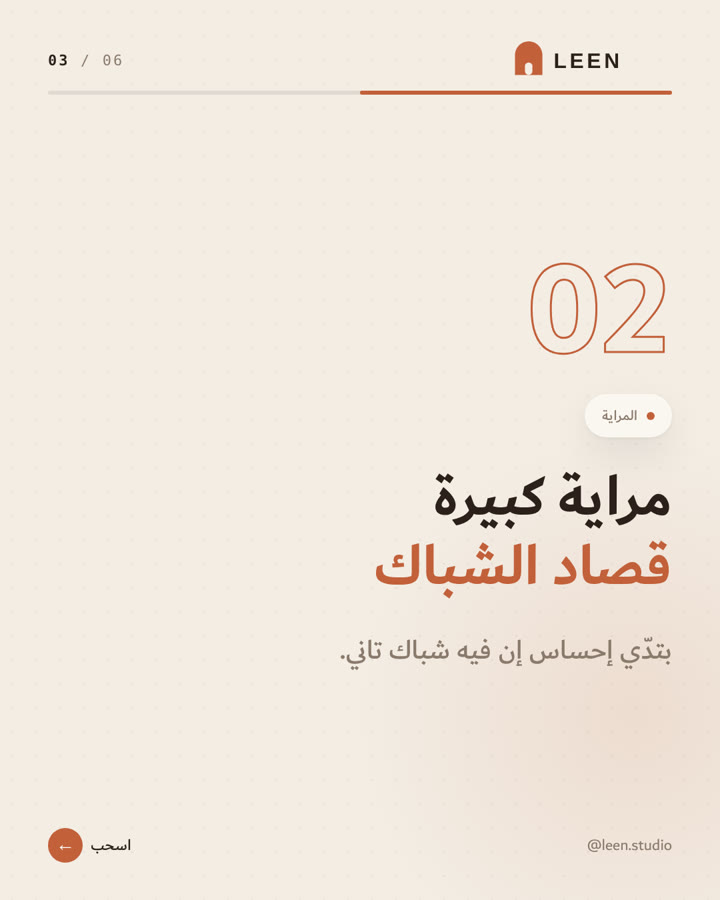 LEEN
03 / 06
02
المراية
مراية كبيرة
قصاد الشباك
بتدّي إحساس إن فيه شباك تاني.
@leen.studio
اسحب ←